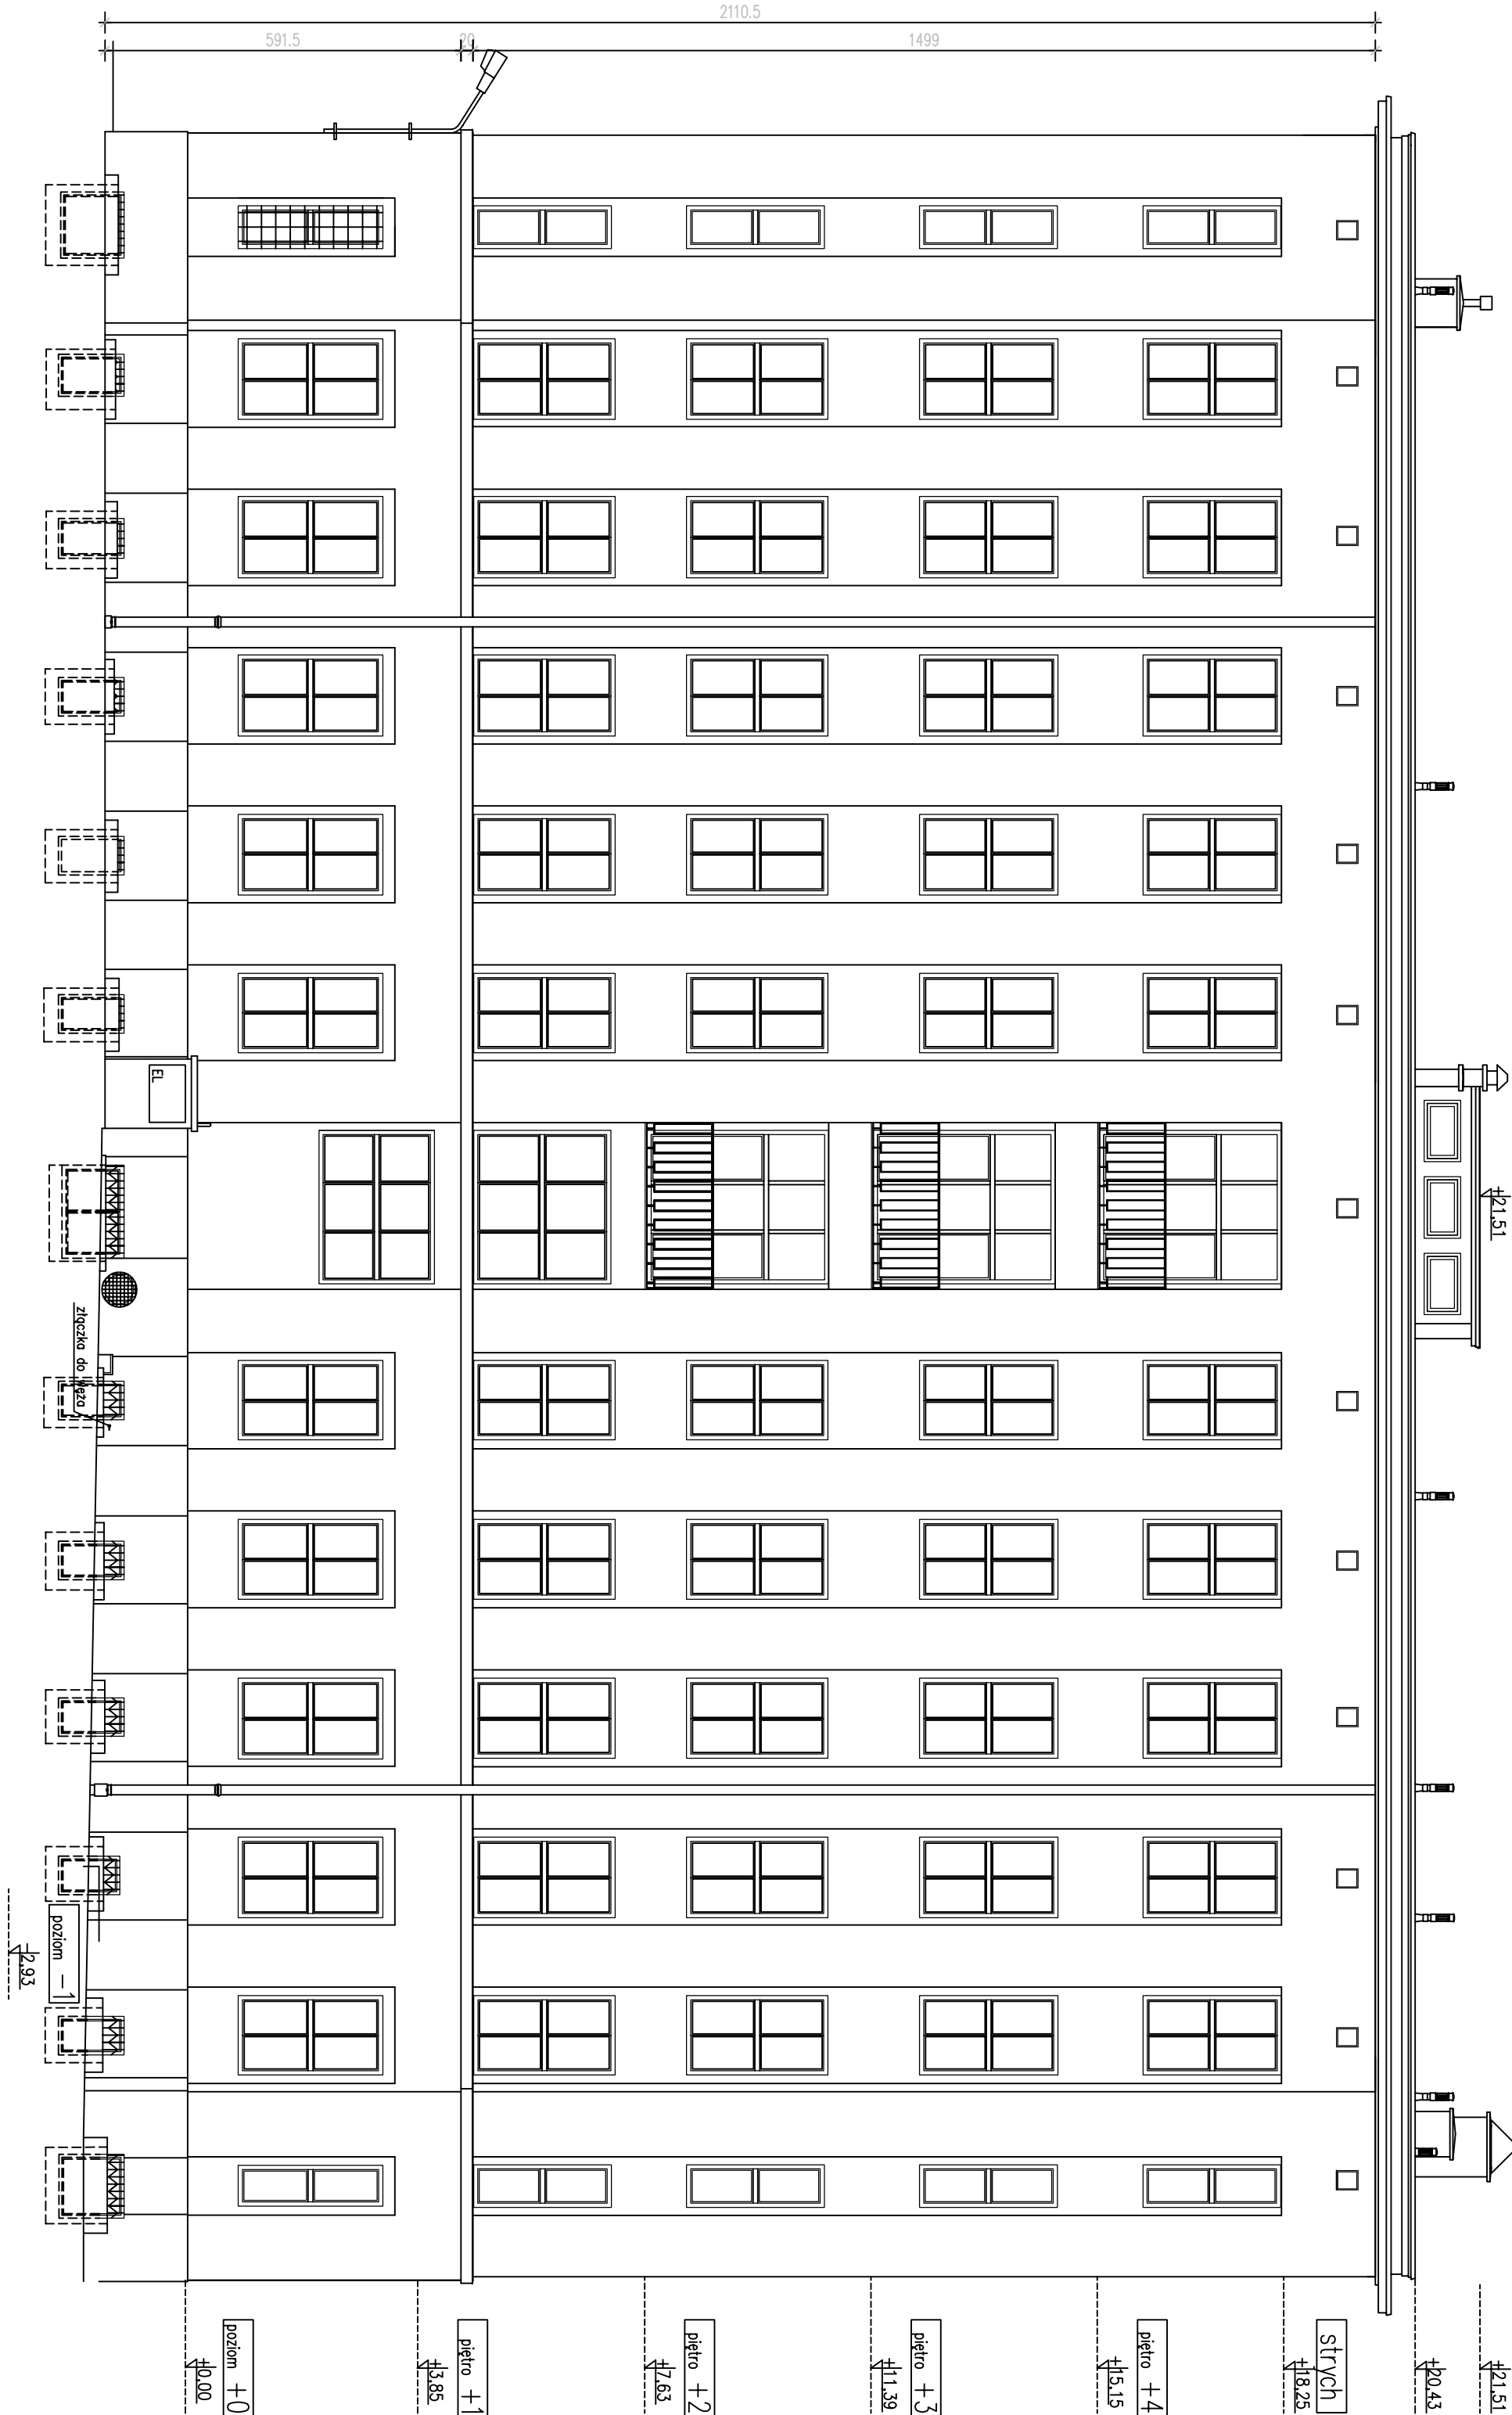 2110.5
591.5
20
1499
+21,51
EL
złączka do węża
poziom -1
-2,93
poziom +0
+0,00
piętro +1
+3,85
piętro +2
+7,63
piętro +3
+11,39
piętro +4
+15,15
strych
+18,25
+20,43
+21,51